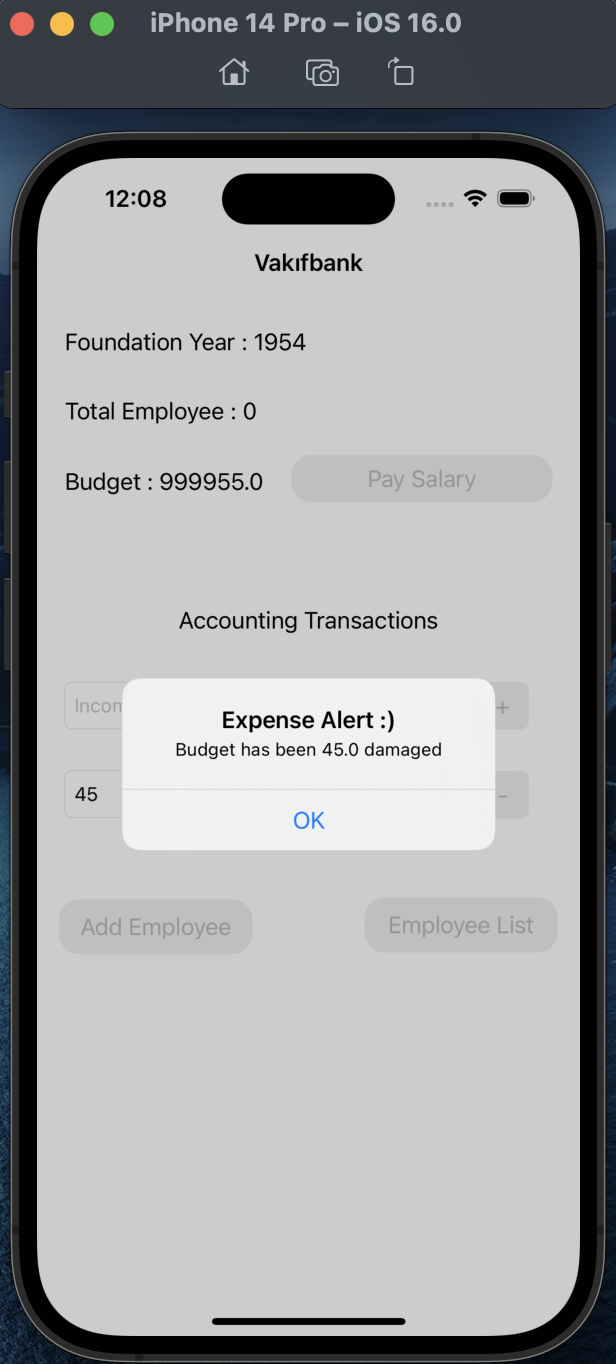 iPhone 14 Pro – iOS 16.0
12:08
Vakıfbank
Foundation Year : 1954
Total Employee : 0
Budget : 999955.0
Pay Salary
Accounting Transactions
+
Expense Alert :)
Budget has been 45.0 damaged
45
-
OK
Add Employee
Employee List